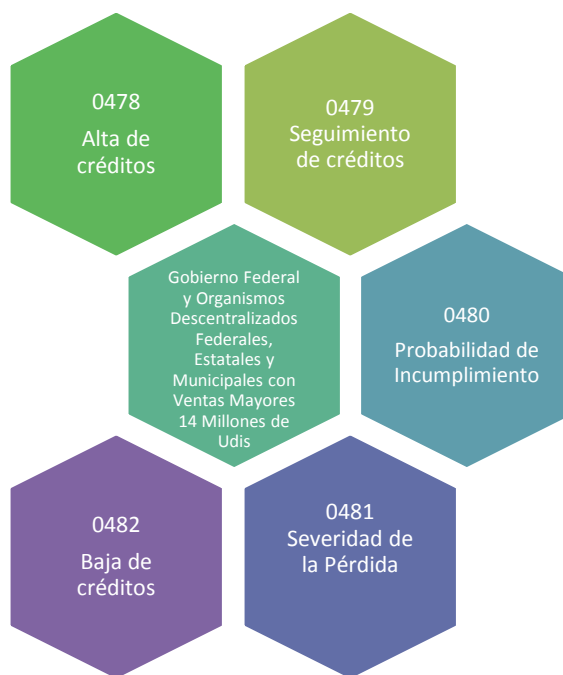 0478
Alta de
créditos
0479
Seguimiento
de créditos
Gobierno Federal
y Organismos
Descentralizados
Federales,
Estatales y
Municipales con
Ventas Mayores
14 Millones de
Udis
0480
Probabilidad de
Incumplimiento
0482
Baja de
créditos
0481
Severidad de
la Pérdida